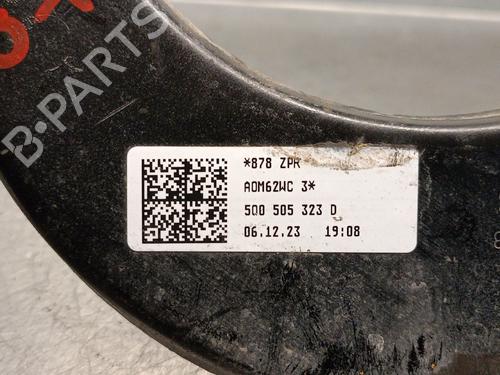 B-PARTS
*878 ZPR
AOM62WC 3*
5Q0 505 323 D
06.12.23 19:08